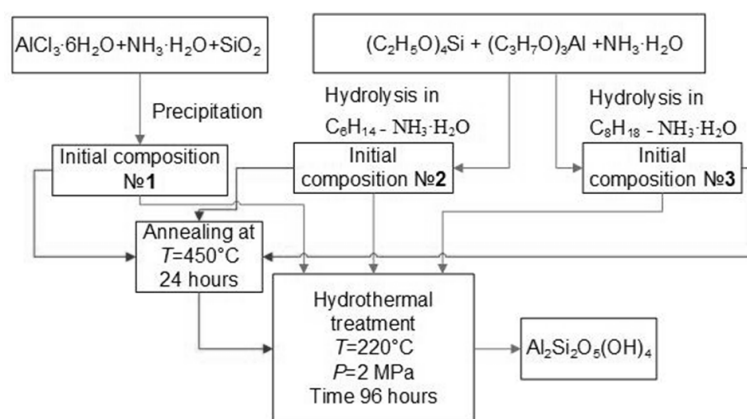 AlCl₃·6H₂O+NH₃·H₂O+SiO₂
(C₂H₅O)₄Si + (C₃H₇O)₃Al +NH₃·H₂O
Precipitation
Hydrolysis in
C₆H₁₄ - NH₃·H₂O
Hydrolysis in
C₈H₁₈ - NH₃·H₂O
Initial composition
№1
Initial
composition №2
Initial
composition №3
Annealing at
T=450°C
24 hours
Hydrothermal
treatment
T=220°C
P=2 MPa
Time 96 hours
Al₂Si₂O₅(OH)₄